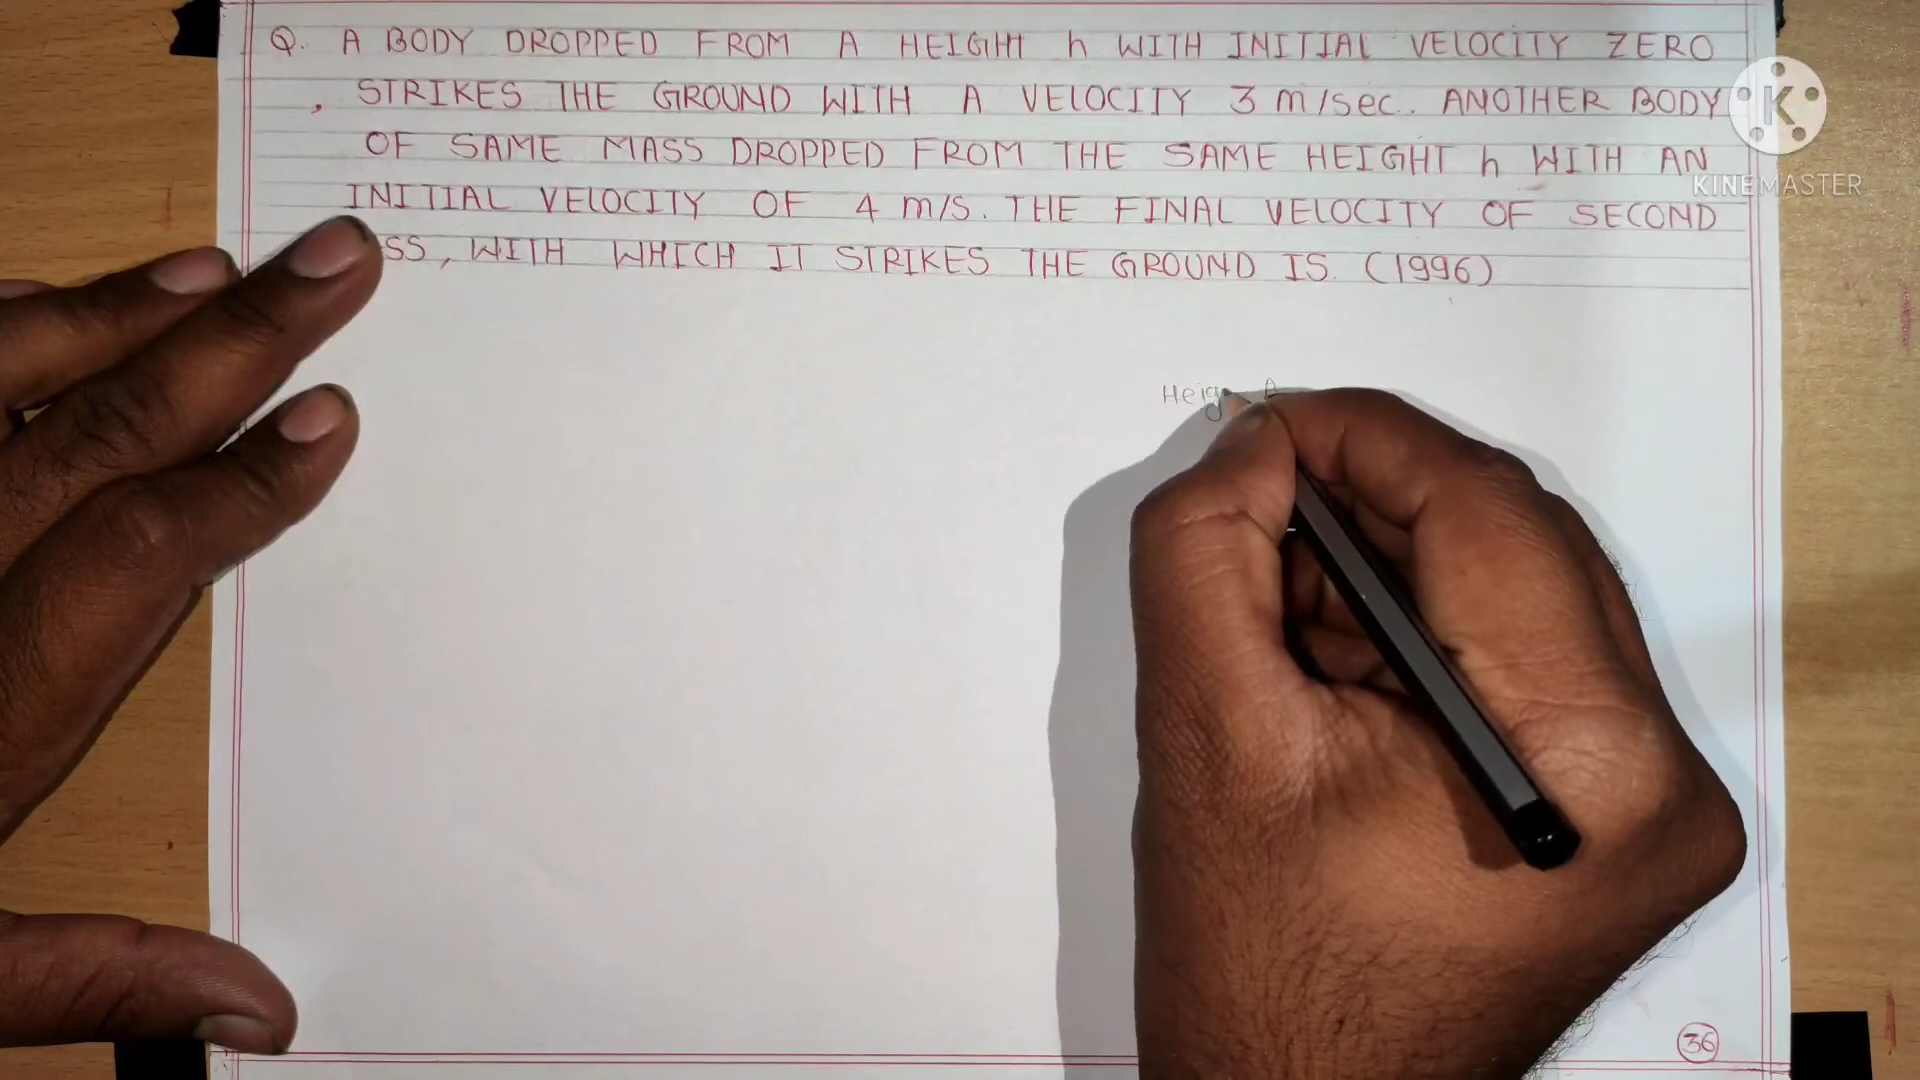 Q. A BODY DROPPED FROM A HEIGHT h WITH INITIAL VELOCITY ZERO
, STRIKES THE GROUND WITH A VELOCITY 3 m/sec. ANOTHER BODY
OF SAME MASS DROPPED FROM THE SAME HEIGHT h WITH AN
INITIAL VELOCITY OF 4 m/s. THE FINAL VELOCITY OF SECOND
SS, WITH WHICH IT STRIKES THE GROUND IS. (1996)
K
KINEMASTER
Heig A
36